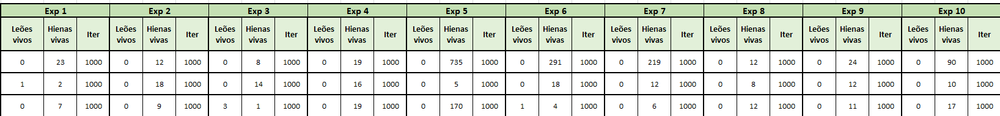 Exp 1 Exp 2 Exp 3 Exp 4 Exp 5 Exp 6 Exp 7 Exp 8 Exp 9 Exp 10
Leões vivos Hienas vivas Iter Leões vivos Hienas vivas Iter Leões vivos Hienas vivas Iter Leões vivos Hienas vivas Iter Leões vivos Hienas vivas Iter Leões vivos Hienas vivas Iter Leões vivos Hienas vivas Iter Leões vivos Hienas vivas Iter Leões vivos Hienas vivas Iter Leões vivos Hienas vivas Iter
0 23 1000 0 12 1000 0 8 1000 0 19 1000 0 735 1000 0 291 1000 0 219 1000 0 12 1000 0 24 1000 0 90 1000
1 2 1000 0 18 1000 0 14 1000 0 16 1000 0 5 1000 0 18 1000 0 12 1000 0 8 1000 0 12 1000 0 10 1000
0 7 1000 0 9 1000 3 1 1000 0 19 1000 0 170 1000 1 4 1000 0 6 1000 0 12 1000 0 11 1000 0 17 1000